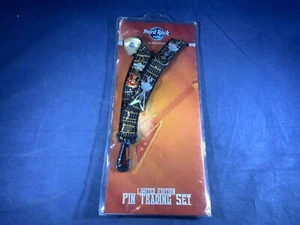 Hard Rock
LIMITED EDITION
PIN TRADING SET